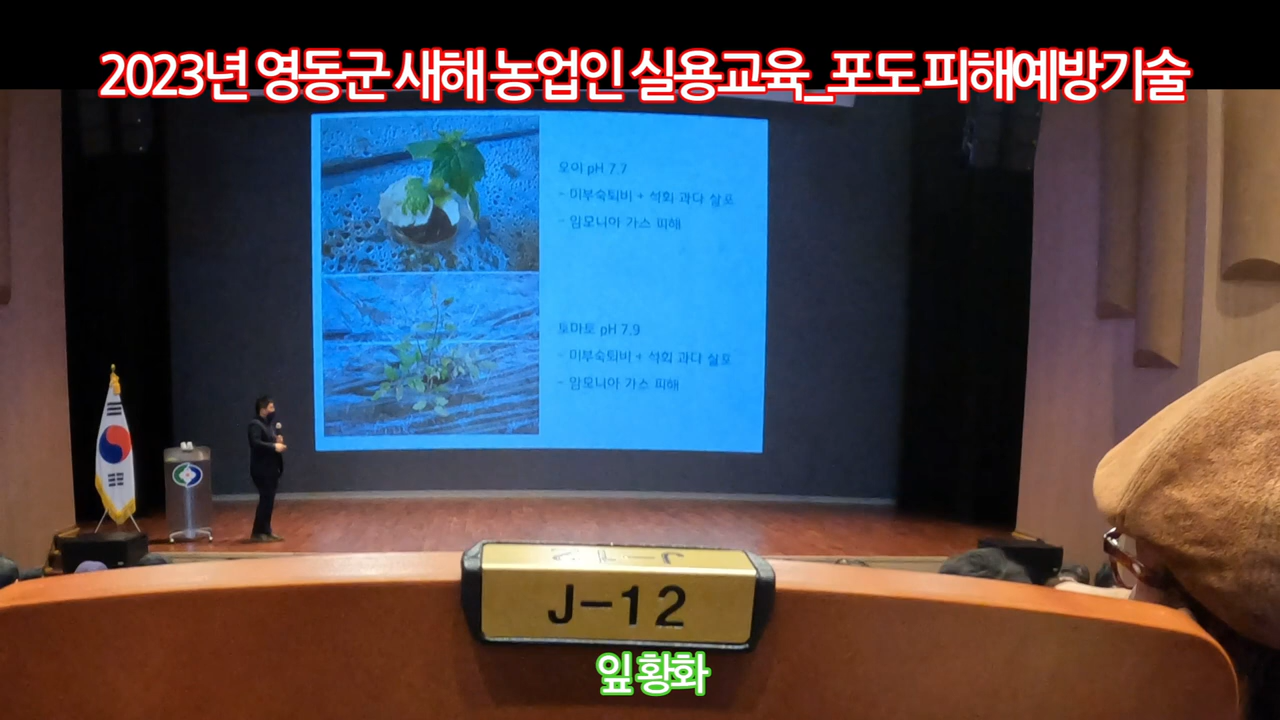 2023년 영동군 새해 농업인 실용교육_포도 피해예방기술
오이 pH 7.7
- 미부숙퇴비 + 석회 과다 살포
- 암모니아 가스 피해
토마토 pH 7.9
- 미부숙퇴비 + 석회 과다 살포
- 암모니아 가스 피해
J-12
잎 황화